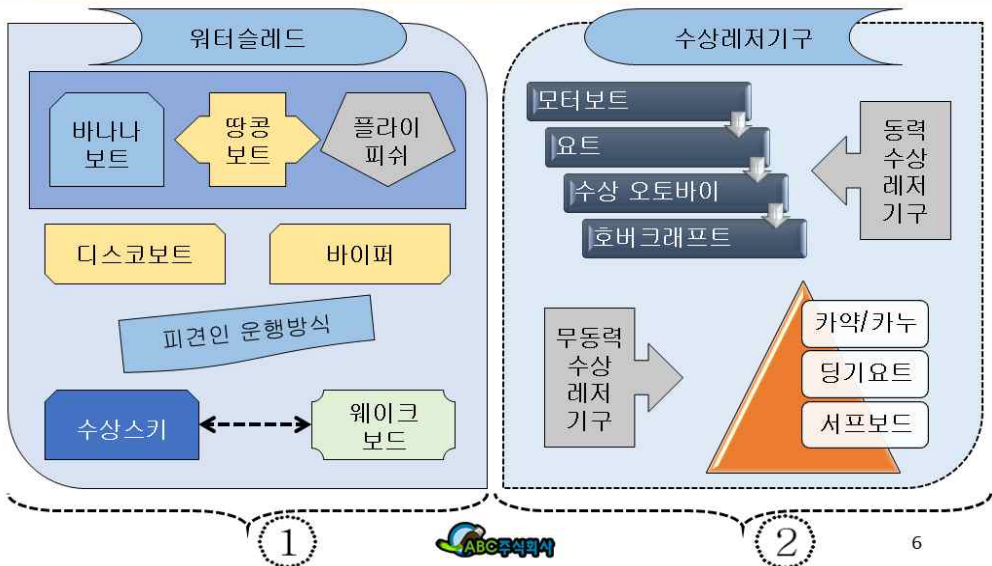 워터슬레드
바나나
보트
땅콩
보트
플라이
피쉬
디스코보트
바이퍼
피견인 운행방식
수상스키
웨이크
보드
1
수상레저기구
모터보트
요트
수상 오토바이
호버크래프트
동력
수상
레저
기구
무동력
수상
레저
기구
카약/카누
딩기요트
서프보드
2
ABC주식회사
6